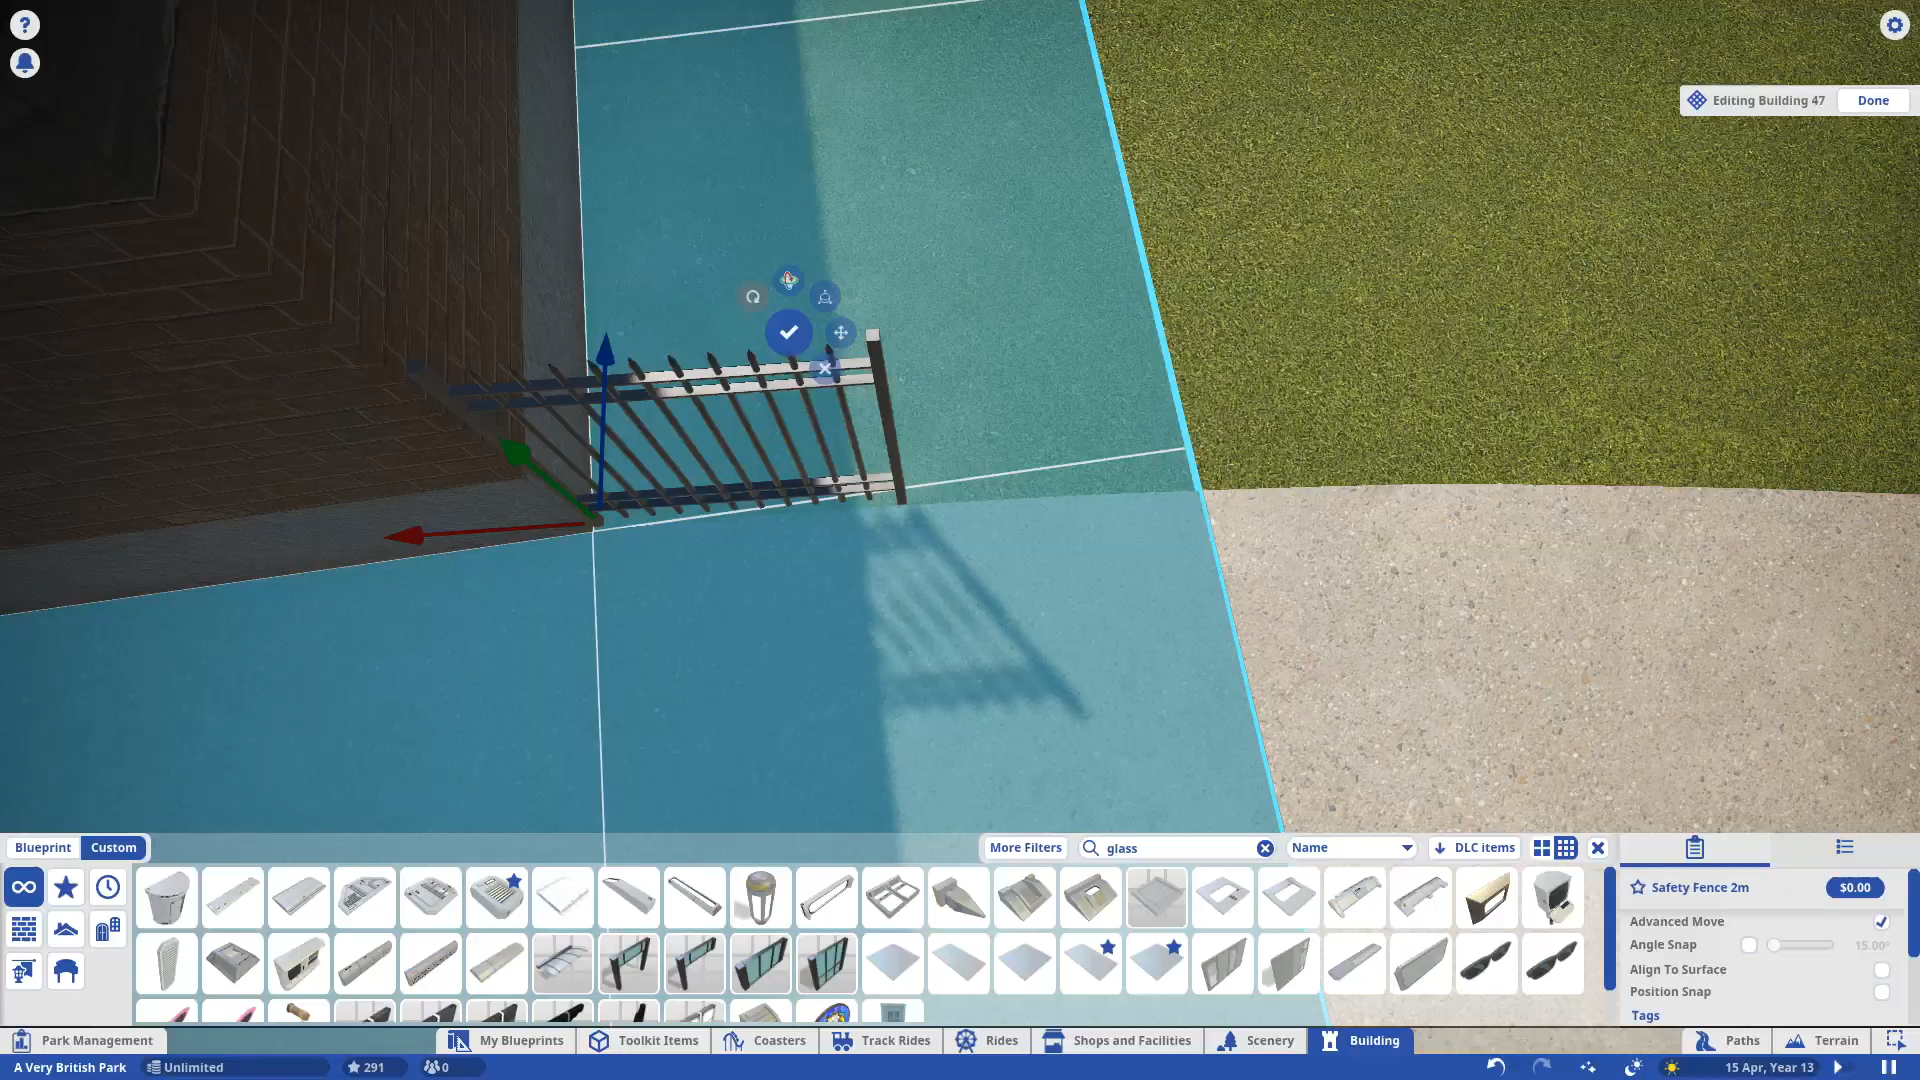 ?
Editing Building 47 Done
Blueprint Custom More Filters glass Name DLC items
Safety Fence 2m $0.00
Advanced Move
Angle Snap 15.00°
Align To Surface
Position Snap
Tags
Park Management My Blueprints Toolkit Items Coasters Track Rides Rides Shops and Facilities Scenery Building Paths Terrain
A Very British Park Unlimited 291 0 15 Apr, Year 13